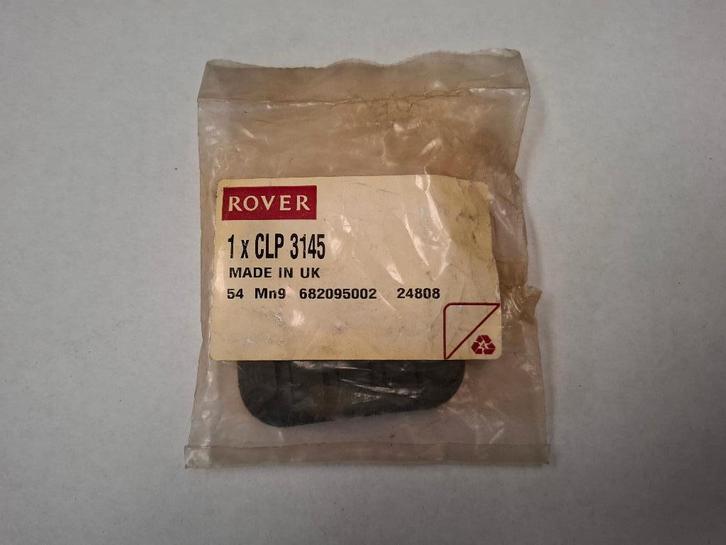 ROVER
1 x CLP 3145
MADE IN UK
54 Mn9 682095002 24808